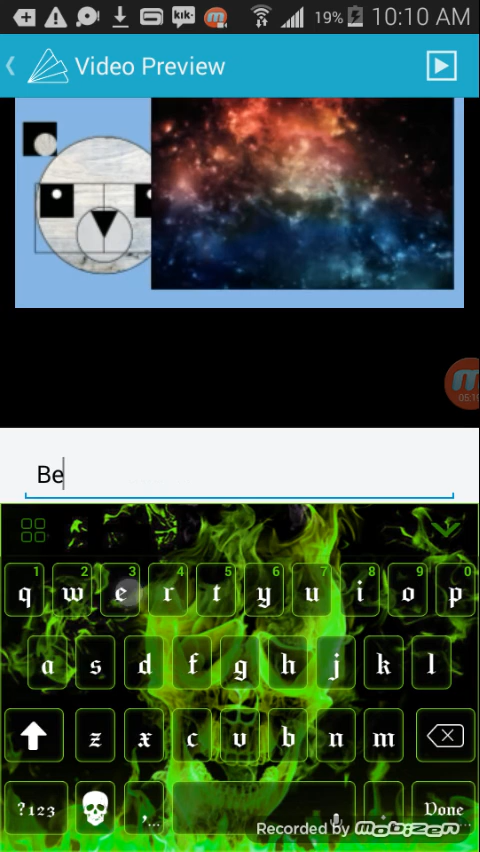 kik- 19% 10:10 AM
Video Preview
05:1
Be
1 2 3 4 5 6 7 8 9 0
q w e r t y u i o p
a s d f g h j k l
z x c v b n m
?123 , ... Done
Recorded by Mobizen